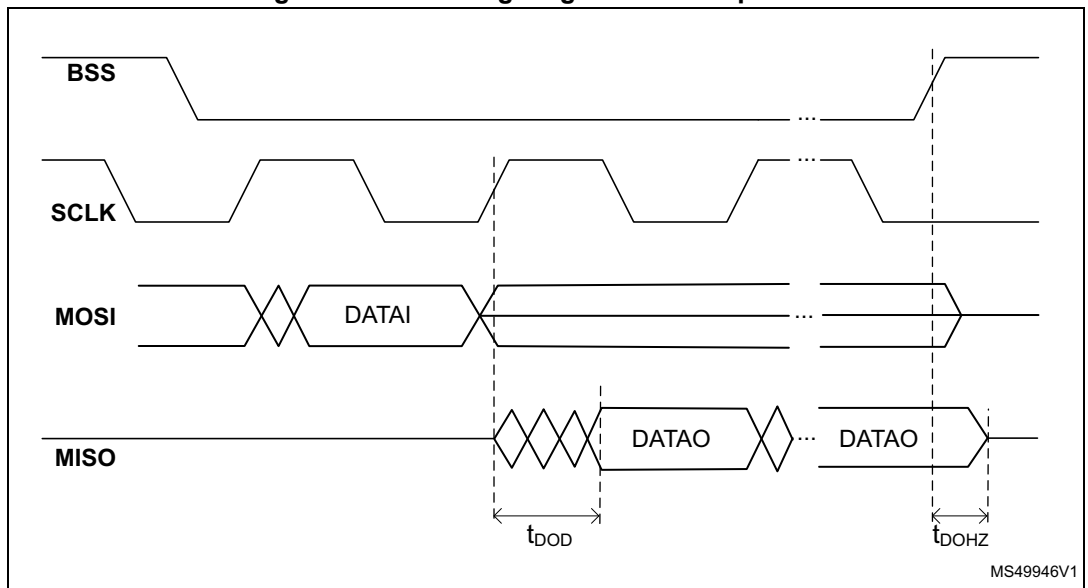 BSS
...
...
SCLK
MOSI
DATAI
...
MISO
DATAO
...
DATAO
tDOD
tDOHZ
MS49946V1